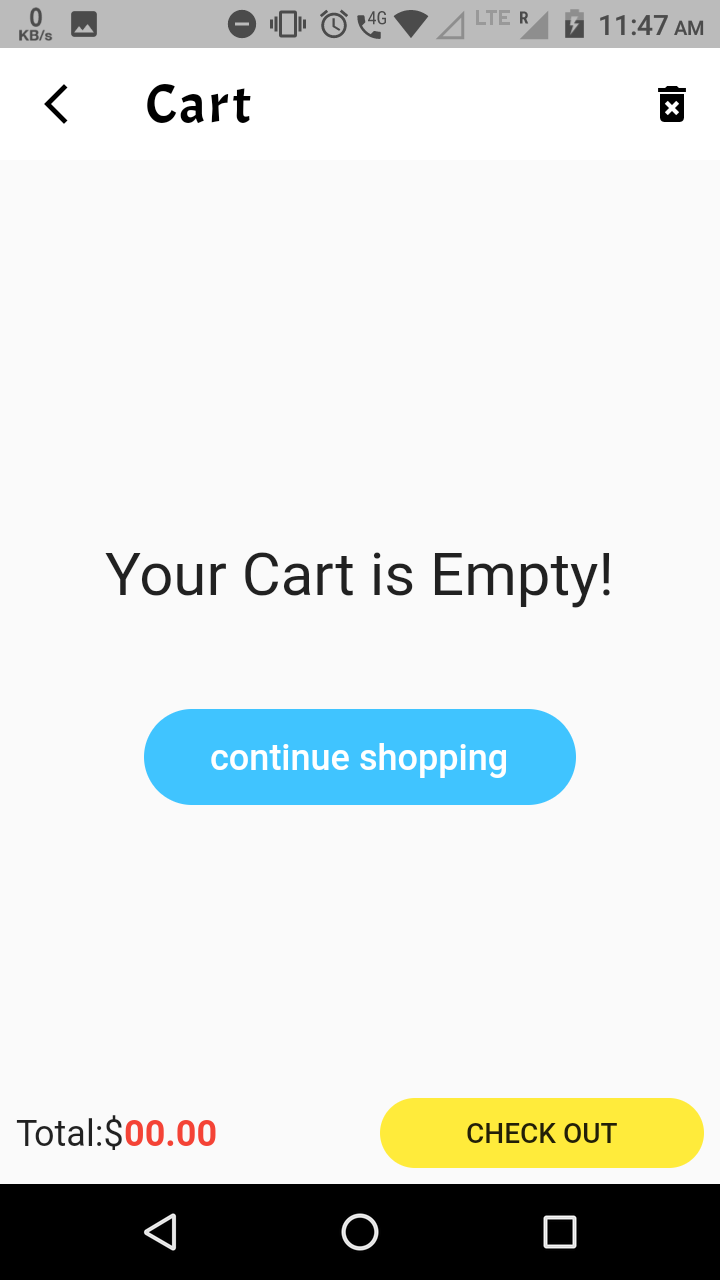 0
KB/s
4G
LTE
R
11:47 AM
Cart
Your Cart is Empty!
continue shopping
Total:$00.00
CHECK OUT